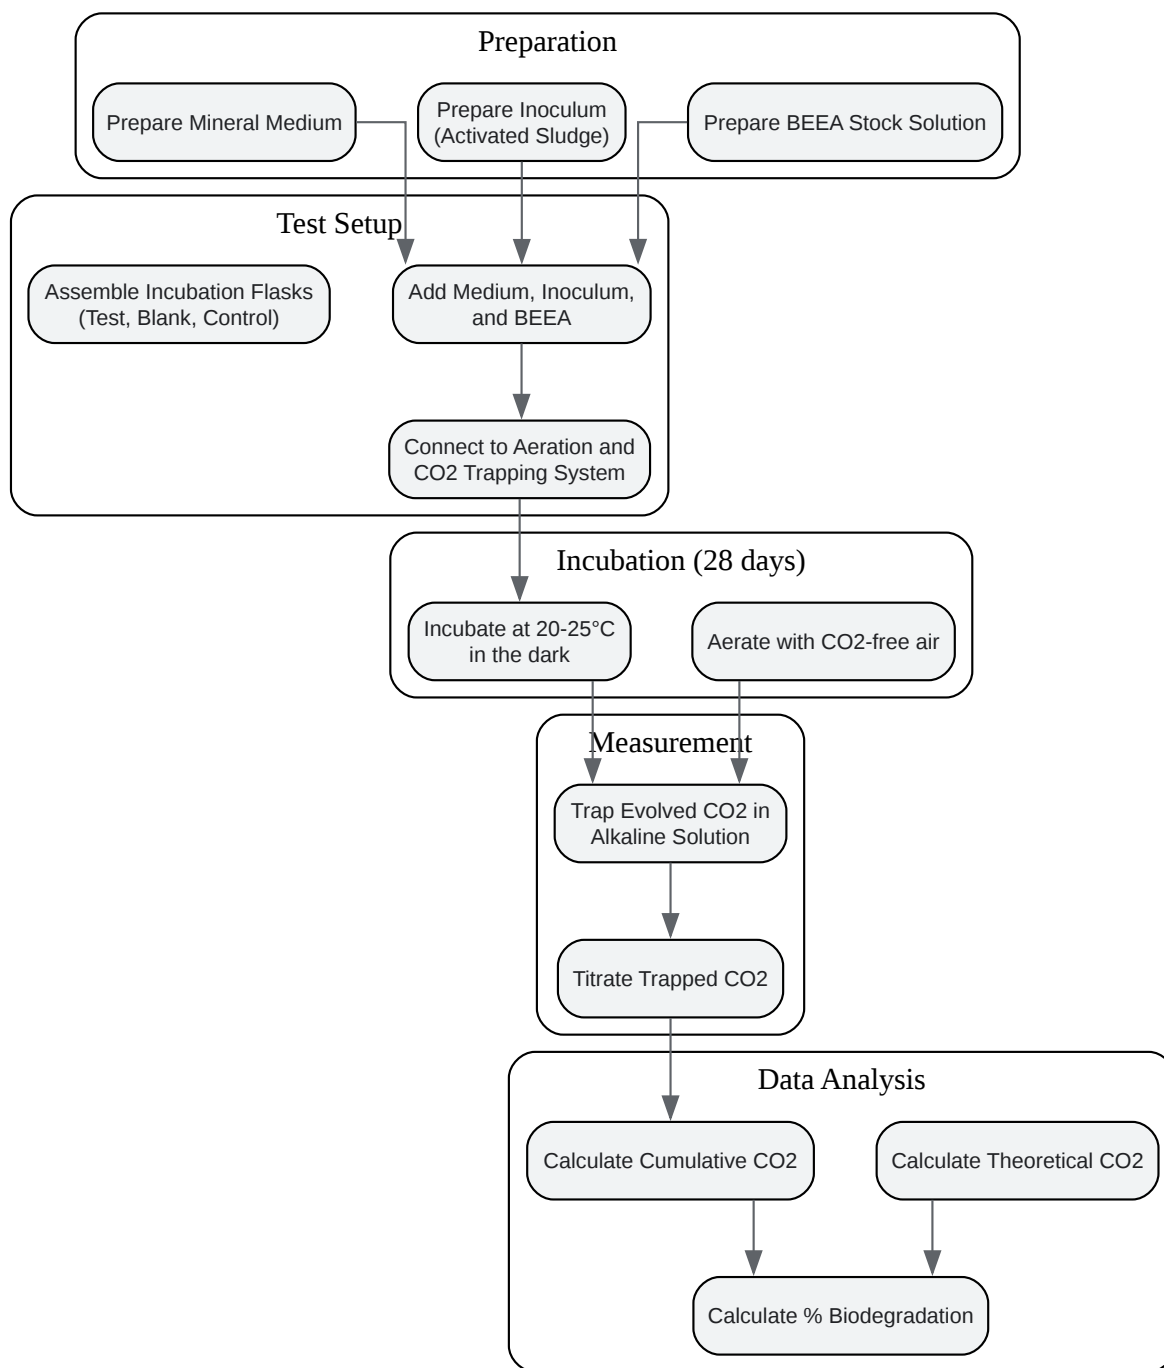 Preparation
Prepare Mineral Medium
Prepare Inoculum
(Activated Sludge)
Prepare BEEA Stock Solution
Test Setup
Assemble Incubation Flasks
(Test, Blank, Control)
Add Medium, Inoculum,
and BEEA
Connect to Aeration and
CO2 Trapping System
Incubation (28 days)
Incubate at 20-25°C
in the dark
Aerate with CO2-free air
Measurement
Trap Evolved CO2 in
Alkaline Solution
Titrate Trapped CO2
Data Analysis
Calculate Cumulative CO2
Calculate Theoretical CO2
Calculate % Biodegradation